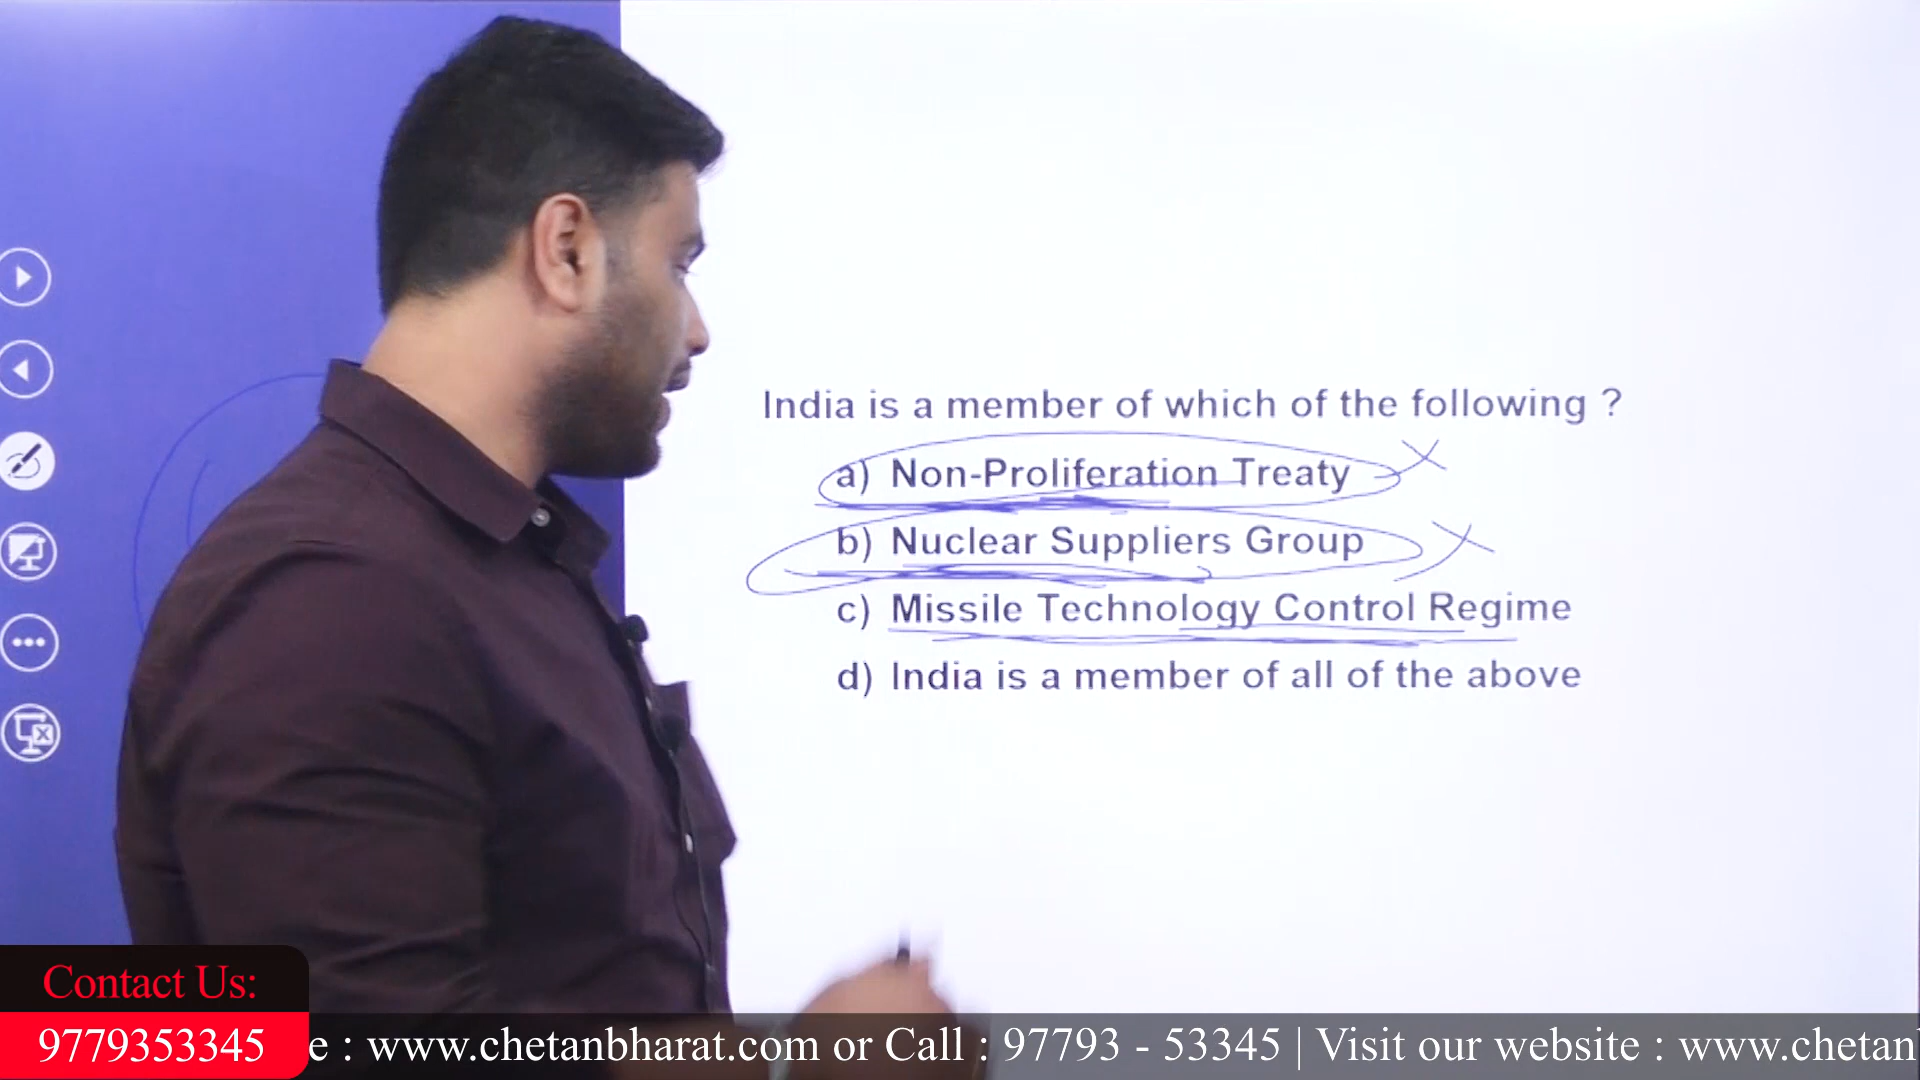 India is a member of which of the following ?
a) Non-Proliferation Treaty
b) Nuclear Suppliers Group
c) Missile Technology Control Regime
d) India is a member of all of the above
Contact Us:
9779353345
e : www.chetanbharat.com or Call : 97793 - 53345 | Visit our website : www.chetan